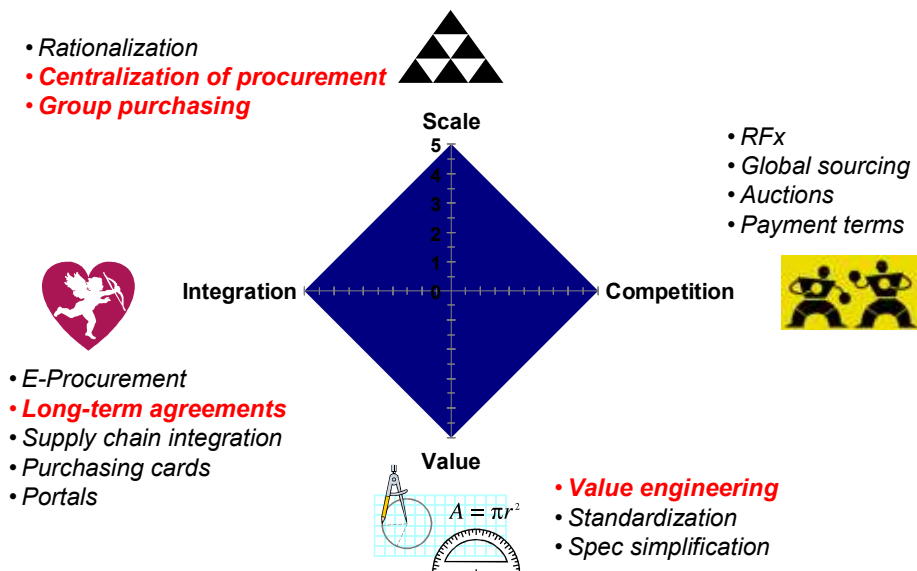 • Rationalization
• Centralization of procurement
• Group purchasing
Scale
5
4
3
2
1
0
• RFx
• Global sourcing
• Auctions
• Payment terms
Integration
Competition
• E-Procurement
• Long-term agreements
• Supply chain integration
• Purchasing cards
• Portals
Value
A = πr²
• Value engineering
• Standardization
• Spec simplification